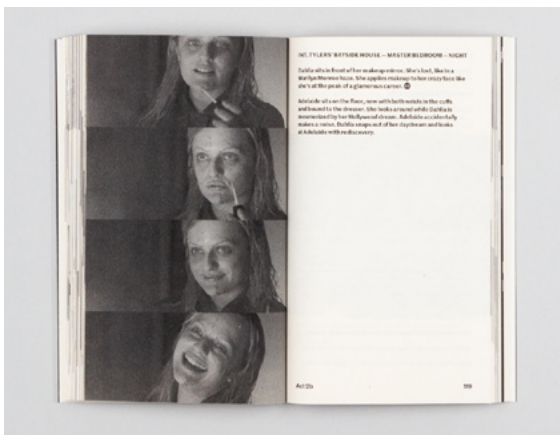 INT. TYLERS' BAYSIDE HOUSE – MASTER BEDROOM – NIGHT
Dahlia sits in front of her makeup mirror. She's lost, like in a
Marilyn Monroe haze. She applies makeup to her crazy face like
she's at the peak of a glamorous career.
Adelaide sits on the floor, now with both wrists in the cuffs
and bound to the dresser. She looks around while Dahlia is
mesmerized by her Hollywood dream. Adelaide accidentally
makes a noise. Dahlia snaps out of her daydream and looks
at Adelaide with rediscovery.
Act 2b